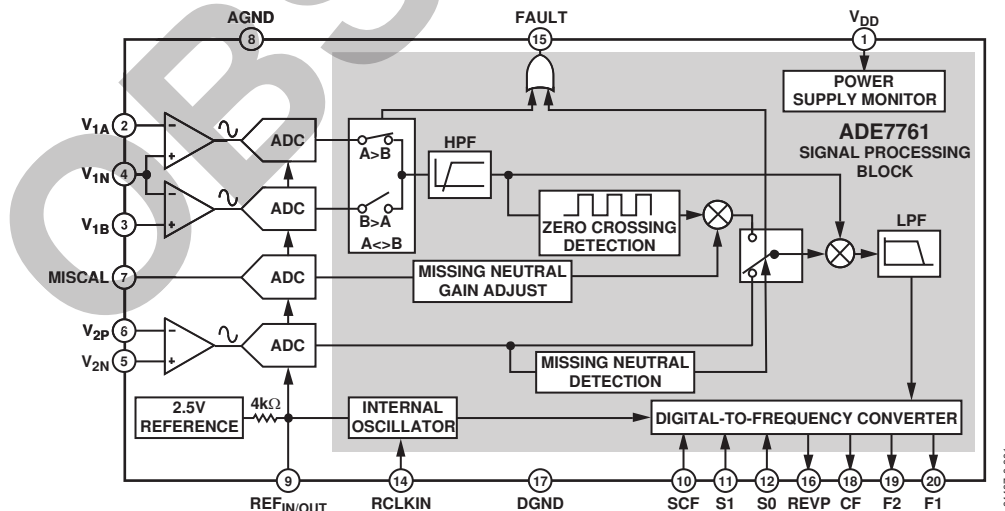 AGND
8
FAULT
15
VDD
1
POWER
SUPPLY MONITOR
ADE7761
SIGNAL PROCESSING
BLOCK
V1A
2
−
+
ADC
A>B
HPF
V1N
4
−
+
ADC
B>A
A<>B
V1B
3
ZERO CROSSING
DETECTION
LPF
MISCAL
7
ADC
MISSING NEUTRAL
GAIN ADJUST
V2P
6
−
+
ADC
V2N
5
MISSING NEUTRAL
DETECTION
2.5V
REFERENCE
4kΩ
INTERNAL
OSCILLATOR
DIGITAL-TO-FREQUENCY CONVERTER
9
14
17
10
11
12
16
18
19
20
REFIN/OUT
RCLKIN
DGND
SCF
S1
S0
REVP
CF
F2
F1